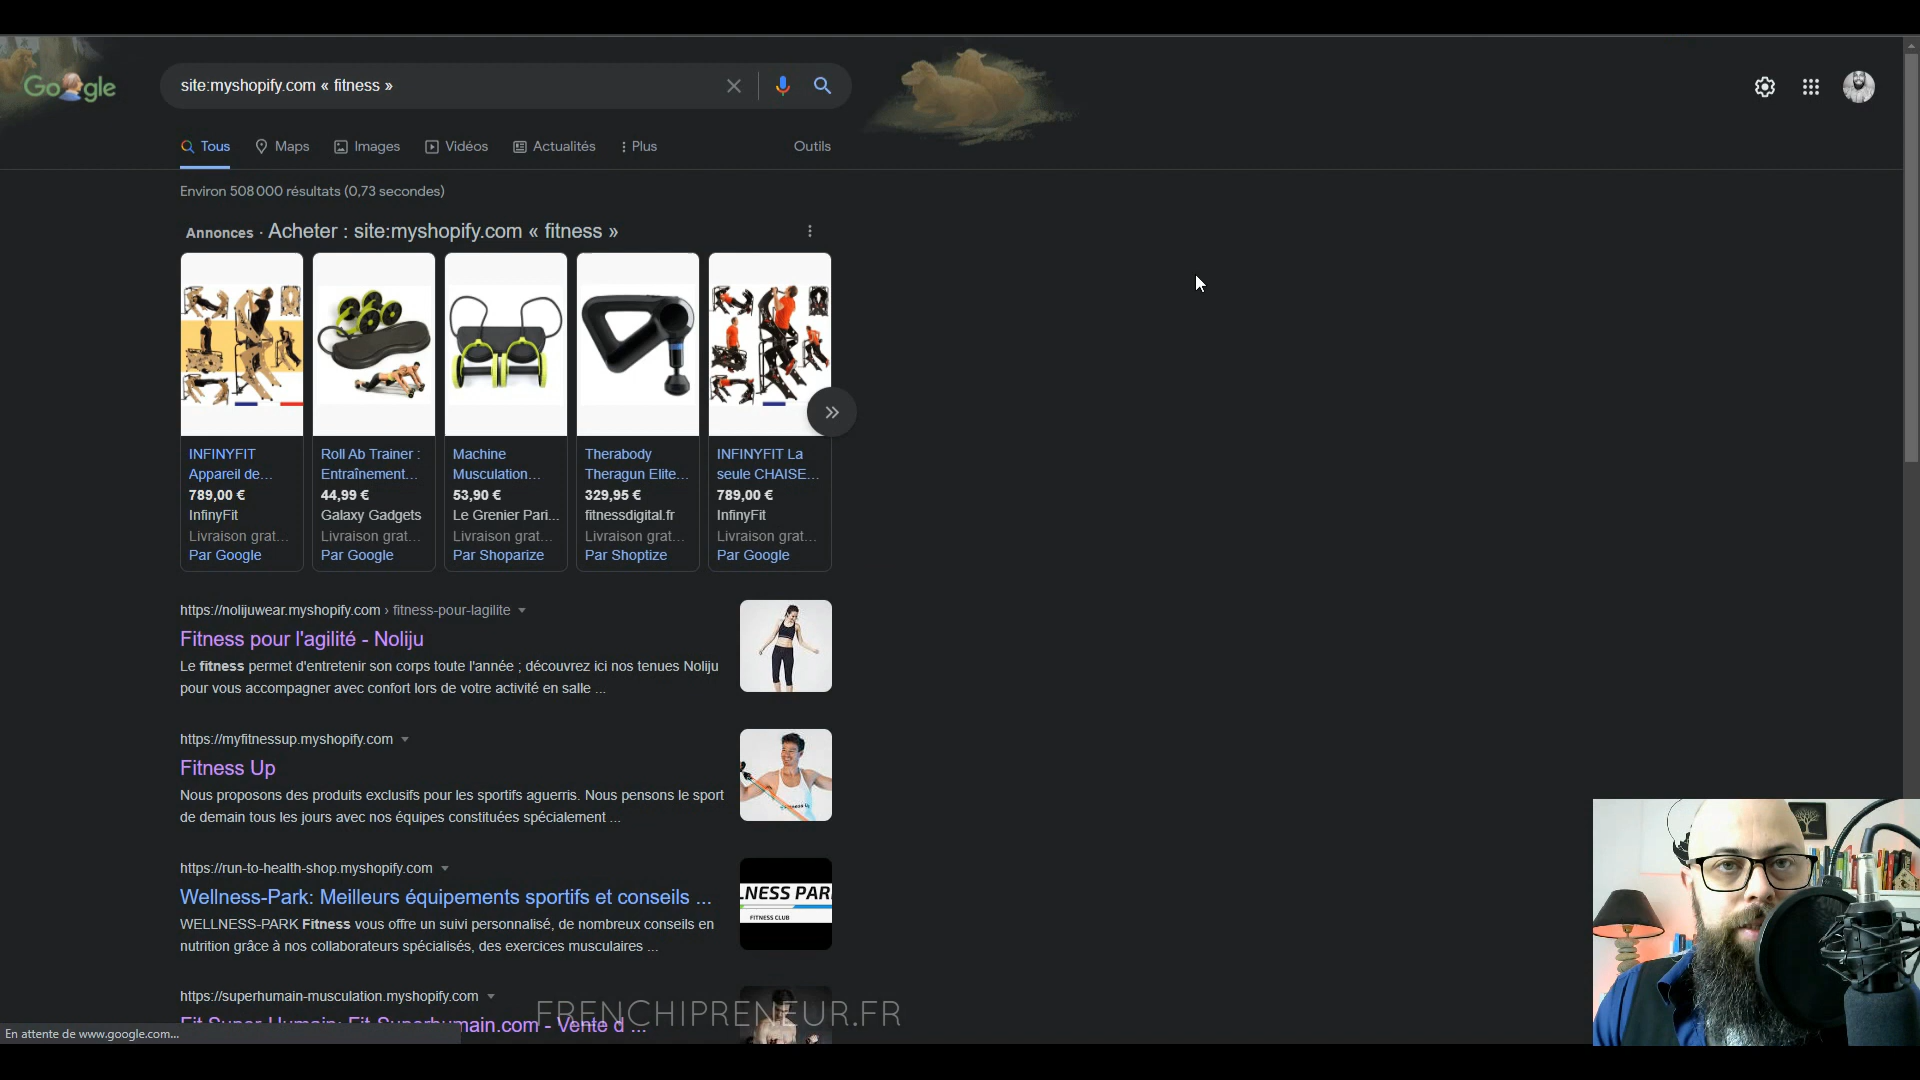 Google
site:myshopify.com « fitness »
Tous
Maps
Images
Vidéos
Actualités
Plus
Outils
Environ 508 000 résultats (0,73 secondes)
Annonces · Acheter : site:myshopify.com « fitness »
INFINYFIT
Appareil de...
789,00 €
InfinyFit
Livraison grat...
Par Google
Roll Ab Trainer :
Entraînement...
44,99 €
Galaxy Gadgets
Livraison grat...
Par Google
Machine
Musculation...
53,90 €
Le Grenier Pari...
Livraison grat...
Par Shoparize
Therabody
Theragun Elite...
329,95 €
fitnessdigital.fr
Livraison grat...
Par Shoptize
INFINYFIT La
seule CHAISE...
789,00 €
InfinyFit
Livraison grat...
Par Google
https://nolijuwear.myshopify.com › fitness-pour-lagilite
Fitness pour l'agilité - Noliju
Le fitness permet d'entretenir son corps toute l'année ; découvrez ici nos tenues Noliju
pour vous accompagner avec confort lors de votre activité en salle ...
https://myfitnessup.myshopify.com
Fitness Up
Nous proposons des produits exclusifs pour les sportifs aguerris. Nous pensons le sport
de demain tous les jours avec nos équipes constituées spécialement ...
https://run-to-health-shop.myshopify.com
Wellness-Park: Meilleurs équipements sportifs et conseils ...
WELLNESS-PARK Fitness vous offre un suivi personnalisé, de nombreux conseils en
nutrition grâce à nos collaborateurs spécialisés, des exercices musculaires ...
LNESS PAR
FITNESS CLUB
https://superhumain-musculation.myshopify.com
Fit Super Humain: Fit-Superhumain.com - Vente d ...
FRENCHIPRENEUR.FR
En attente de www.google.com...